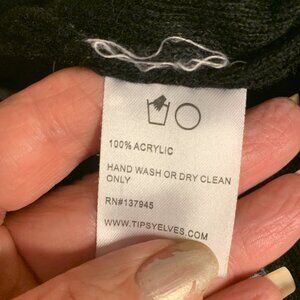 100% ACRYLIC
HAND WASH OR DRY CLEAN
ONLY
RN#137945
WWW.TIPSYELVES.COM